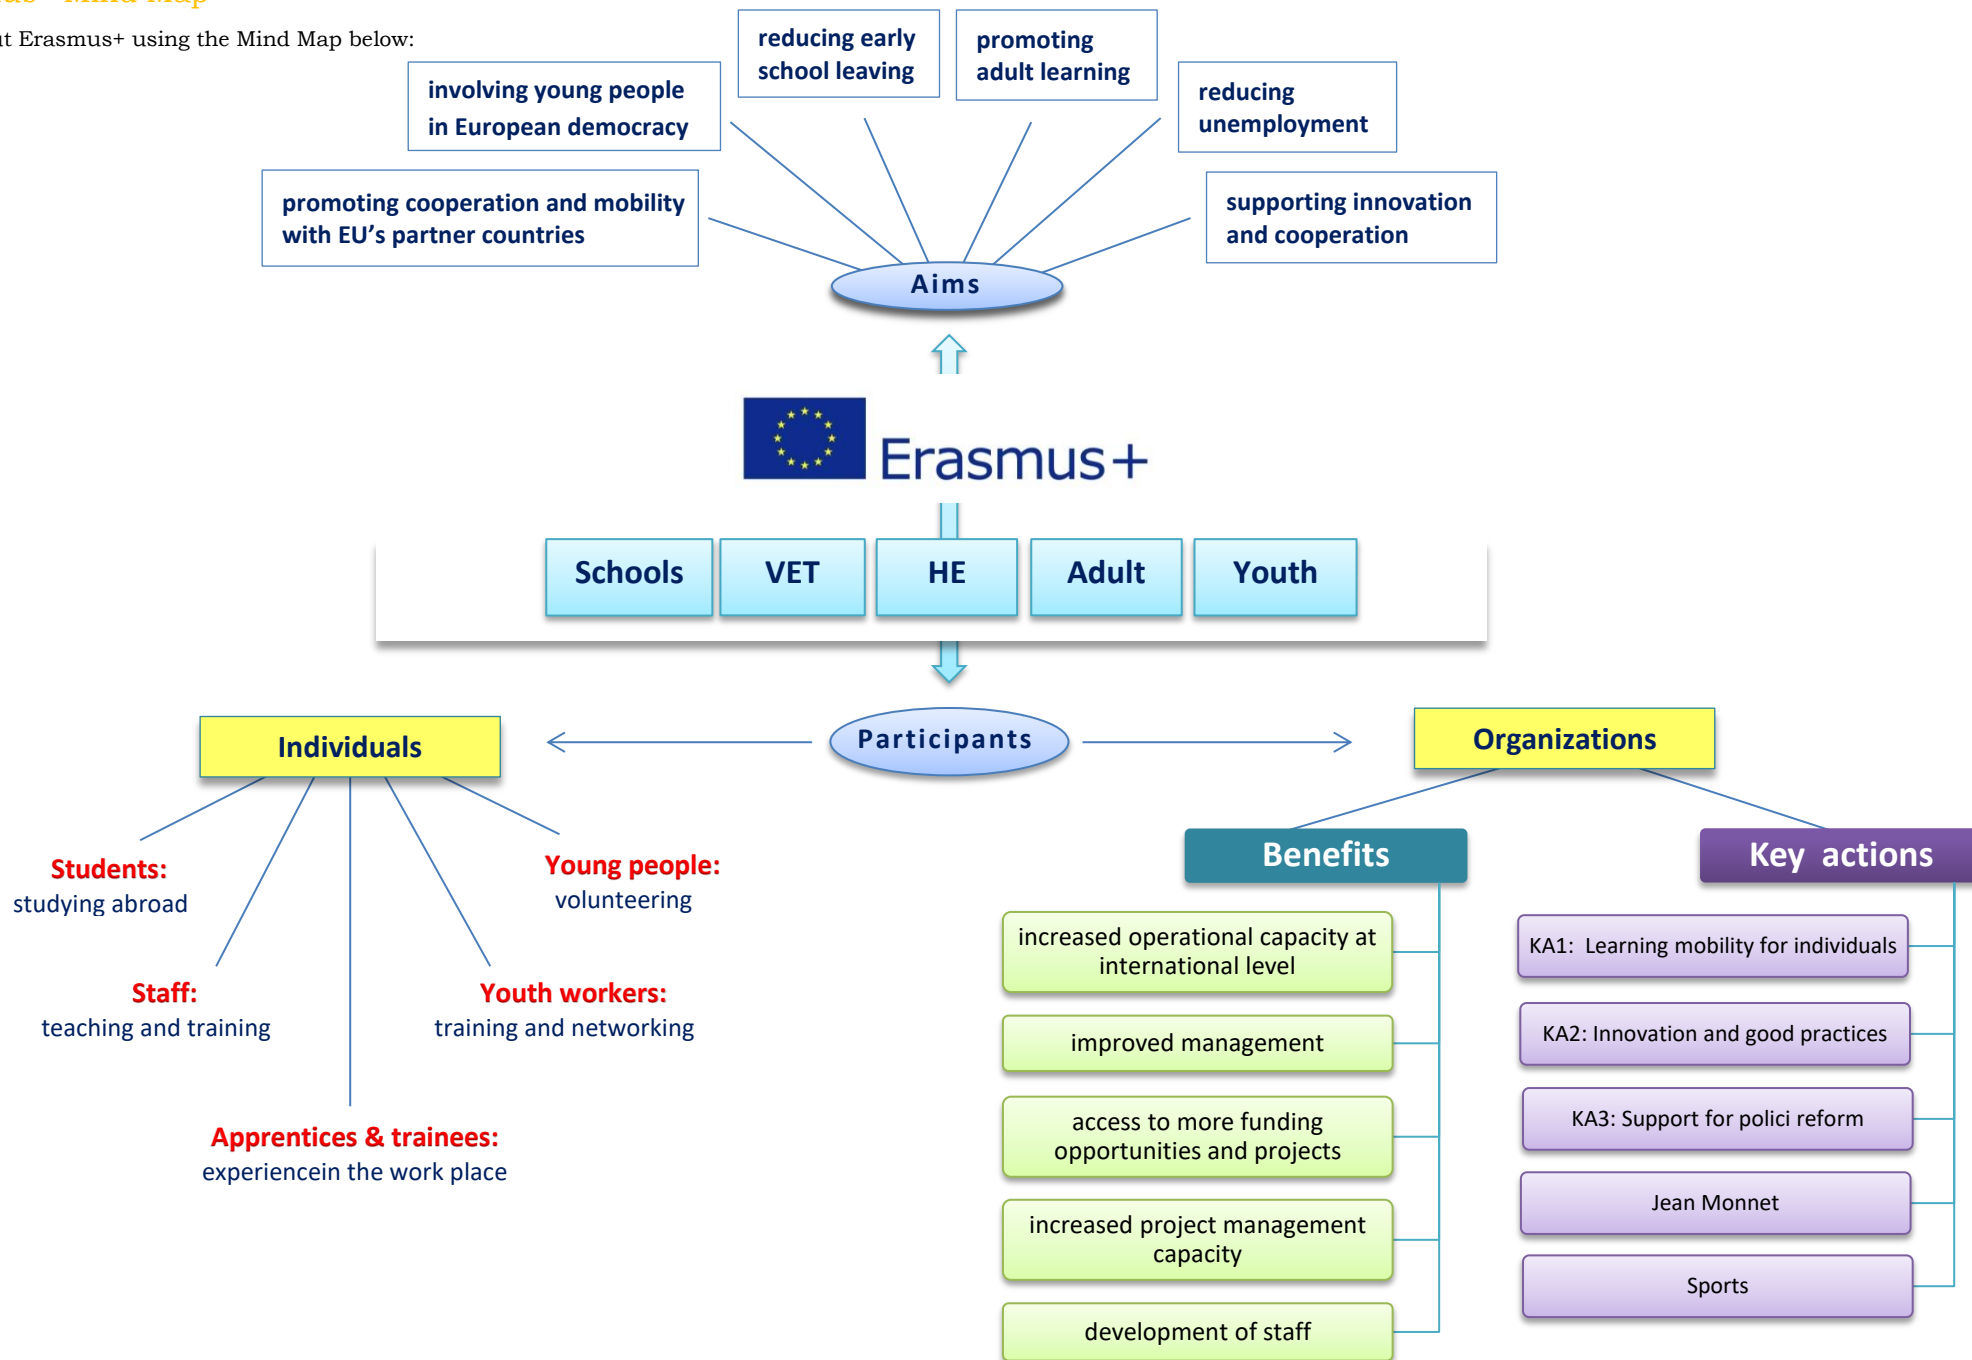 Mind Map
Erasmus+ using the Mind Map below:
reducing early
school leaving
promoting
adult learning
involving young people
in European democracy
reducing
unemployment
promoting cooperation and mobility
with EU's partner countries
supporting innovation
and cooperation
Aims
Erasmus+
Schools
VET
HE
Adult
Youth
Participants
Individuals
Organizations
Students:
studying abroad
Young people:
volunteering
Staff:
teaching and training
Youth workers:
training and networking
Apprentices & trainees:
experiencein the work place
Benefits
increased operational capacity at
international level
improved management
access to more funding
opportunities and projects
increased project management
capacity
development of staff
Key actions
KA1: Learning mobility for individuals
KA2: Innovation and good practices
KA3: Support for polici reform
Jean Monnet
Sports